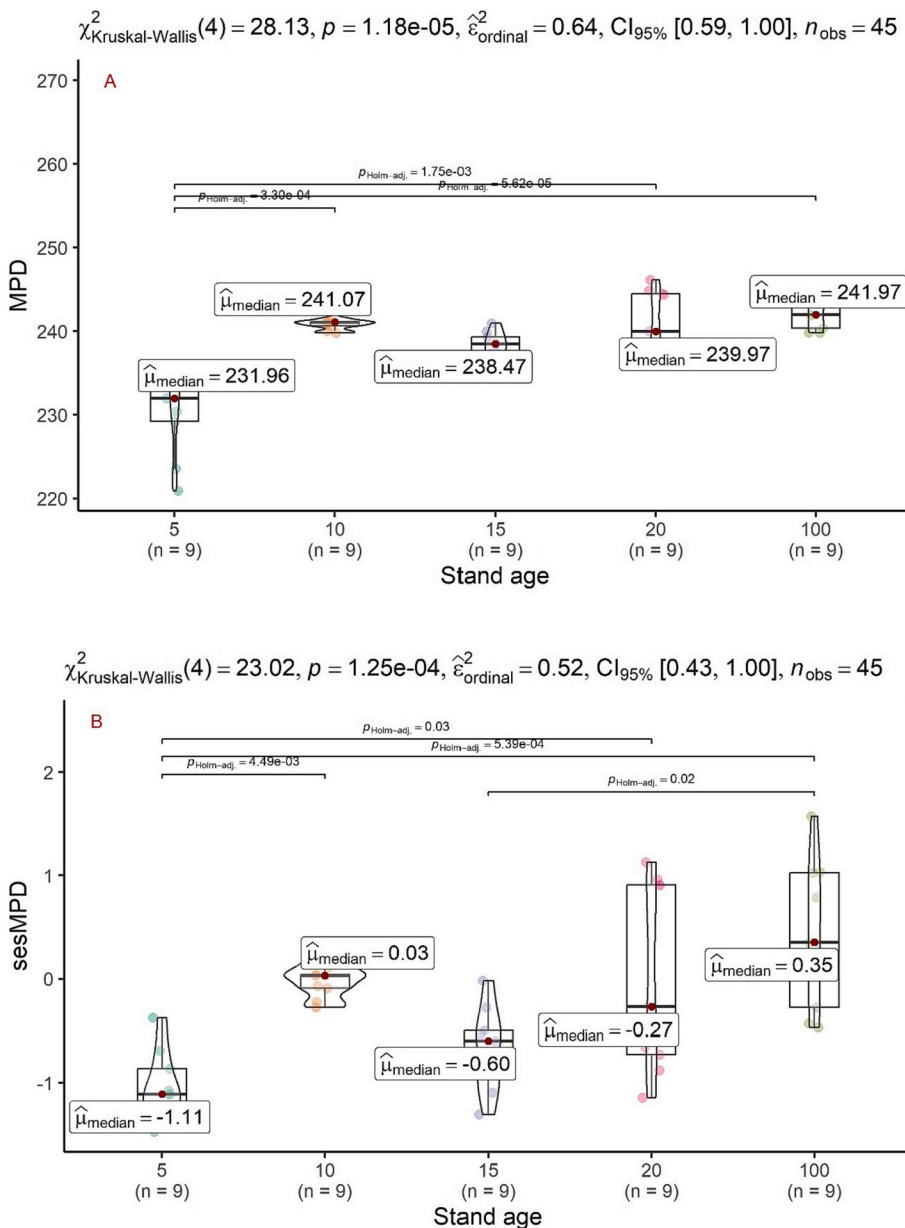 χ²Kruskal-Wallis(4) = 28.13, p = 1.18e-05, ε̂²ordinal = 0.64, CI95% [0.59, 1.00], nobs = 45
A
270
260
250
240
230
220
MPD
pHolm-adj. = 1.75e-03
pHolm-adj. = 5.62e-05
pHolm-adj. = 3.30e-04
μ̂median = 231.96
μ̂median = 241.07
μ̂median = 238.47
μ̂median = 239.97
μ̂median = 241.97
5 10 15 20 100
(n = 9) (n = 9) (n = 9) (n = 9) (n = 9)
Stand age
χ²Kruskal-Wallis(4) = 23.02, p = 1.25e-04, ε̂²ordinal = 0.52, CI95% [0.43, 1.00], nobs = 45
B
2
1
0
-1
sesMPD
pHolm-adj. = 0.03
pHolm-adj. = 5.39e-04
pHolm-adj. = 4.49e-03
pHolm-adj. = 0.02
μ̂median = -1.11
μ̂median = 0.03
μ̂median = -0.60
μ̂median = -0.27
μ̂median = 0.35
5 10 15 20 100
(n = 9) (n = 9) (n = 9) (n = 9) (n = 9)
Stand age